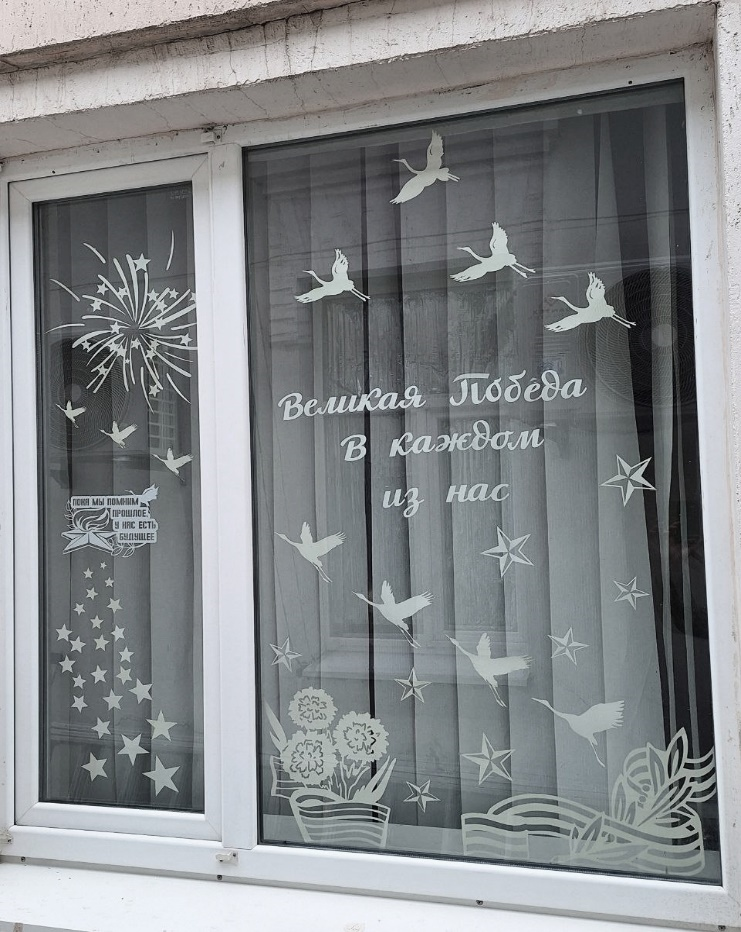 ПОКА МЫ ПОМНИМ
ПРОШЛОЕ,
У НАС ЕСТЬ
БУДУЩЕЕ
Великая Победа
В каждом
из нас